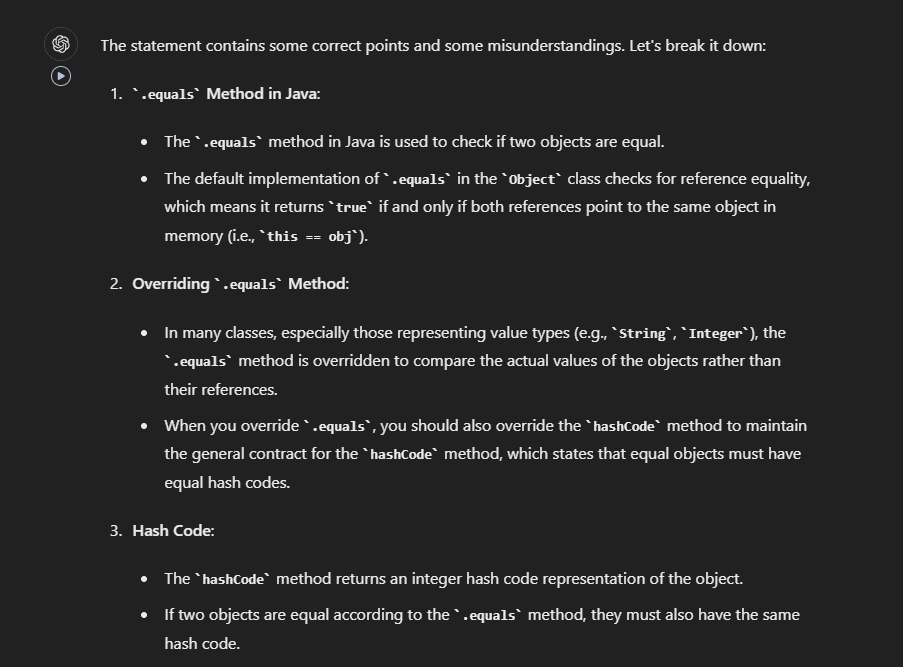 The statement contains some correct points and some misunderstandings. Let's break it down:
1. `.equals` Method in Java:
• The `.equals` method in Java is used to check if two objects are equal.
• The default implementation of `.equals` in the `Object` class checks for reference equality,
which means it returns `true` if and only if both references point to the same object in
memory (i.e., `this == obj`).
2. Overriding `.equals` Method:
• In many classes, especially those representing value types (e.g., `String`, `Integer`), the
`.equals` method is overridden to compare the actual values of the objects rather than
their references.
• When you override `.equals`, you should also override the `hashCode` method to maintain
the general contract for the `hashCode` method, which states that equal objects must have
equal hash codes.
3. Hash Code:
• The `hashCode` method returns an integer hash code representation of the object.
• If two objects are equal according to the `.equals` method, they must also have the same
hash code.